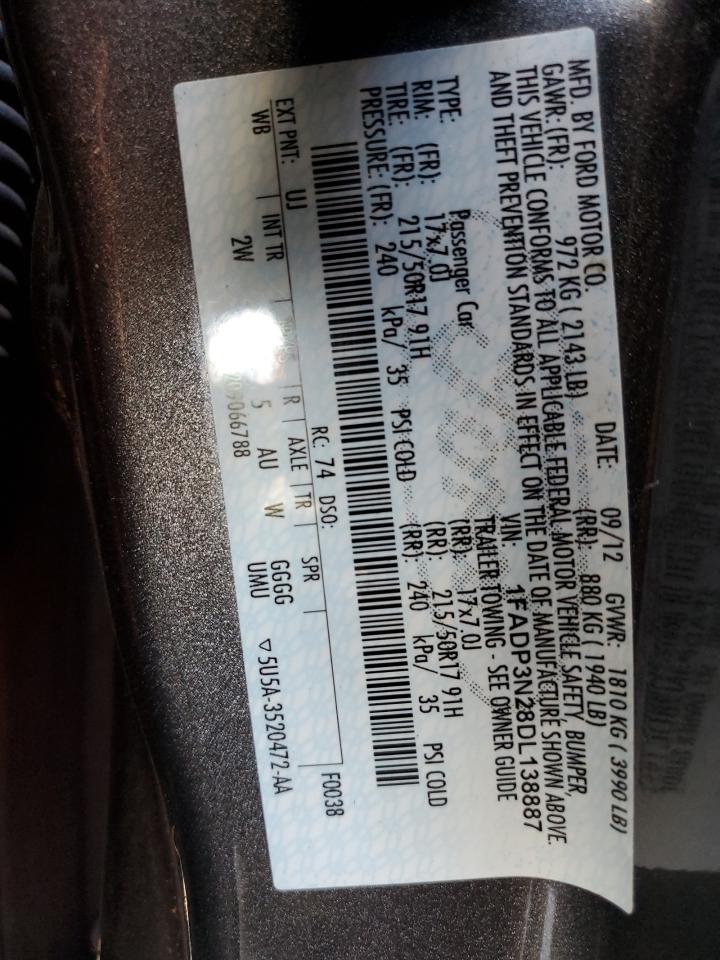 MFD. BY FORD MOTOR CO. DATE: 09/12 GVWR: 1810 KG ( 3990 LB)
GAWR: (FR): 972 KG ( 2143 LB) (RR): 880 KG ( 1940 LB)
THIS VEHICLE CONFORMS TO ALL APPLICABLE FEDERAL MOTOR VEHICLE SAFETY, BUMPER,
AND THEFT PREVENTION STANDARDS IN EFFECT ON THE DATE OF MANUFACTURE SHOWN ABOVE.
VIN: 1FADP3N28DL138887
TYPE: Passenger Car TRAILER TOWING - SEE OWNER GUIDE
RIM: (FR): 17x7.0J (RR): 17x7.0J
TIRE: (FR): 215/50R17 91H (RR): 215/50R17 91H
PRESSURE: (FR): 240 kPa/ 35 PSI COLD (RR): 240 kPa/ 35 PSI COLD
RC: 74 DSO: F0038
EXT PNT: UJ INT TR R AXLE TR SPR
WB 2W 5 AU W GGGG UMU
5U5A-3520472-AA